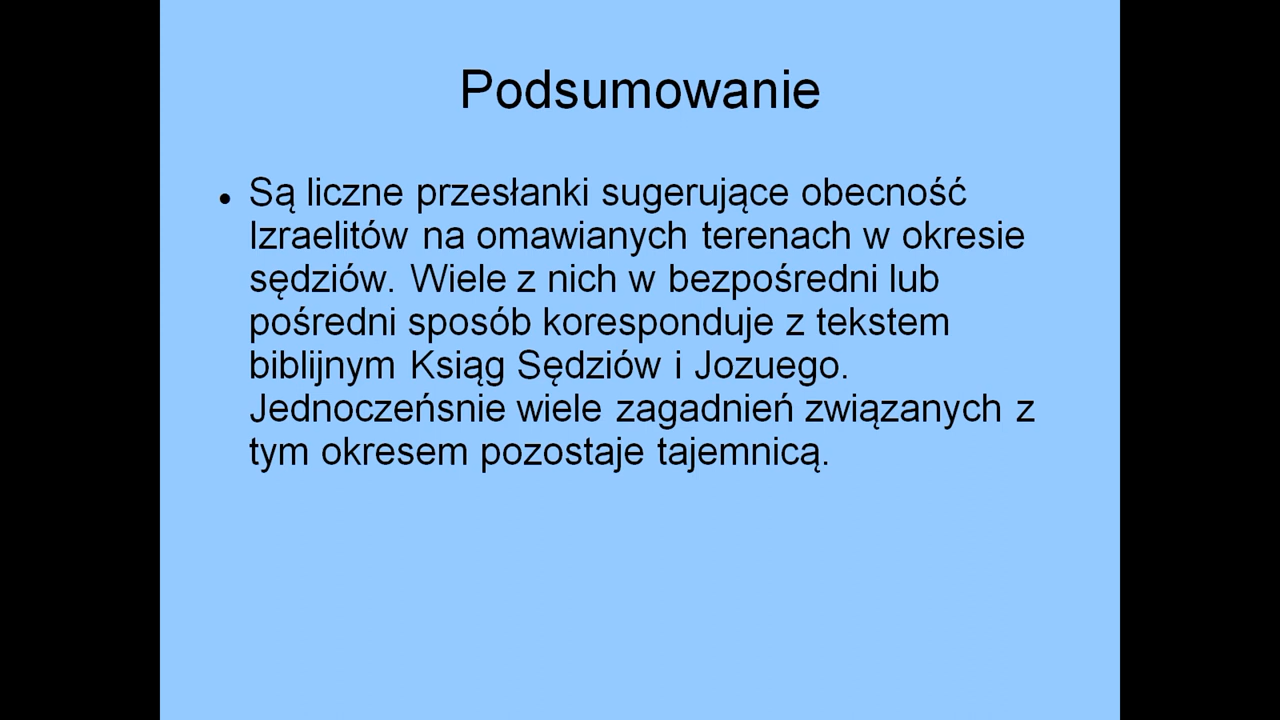 Podsumowanie
Są liczne przesłanki sugerujące obecność
Izraelitów na omawianych terenach w okresie
sędziów. Wiele z nich w bezpośredni lub
pośredni sposób koresponduje z tekstem
biblijnym Ksiąg Sędziów i Jozuego.
Jednoczeńsnie wiele zagadnień związanych z
tym okresem pozostaje tajemnicą.